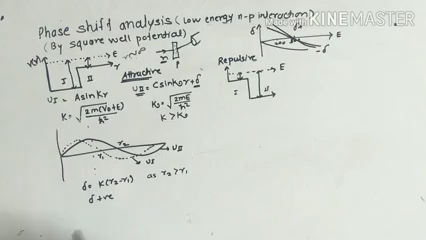 Phase shift analysis (low energy n-p interaction)
(By square well potential)
MADE WITH
KINEMASTER
→ E
I
II
r
n
P
Attractive
UI = A sin Kr
UII = C sin k₀r + δ
K = √2m(V₀+E)/ħ²
K₀ = √2mE/ħ²
K > K₀
E
-δ
Repulsive
→ E
I
II
r₂
r₁
UI
UII
δ = K(r₂-r₁) as r₂ > r₁
δ +ve